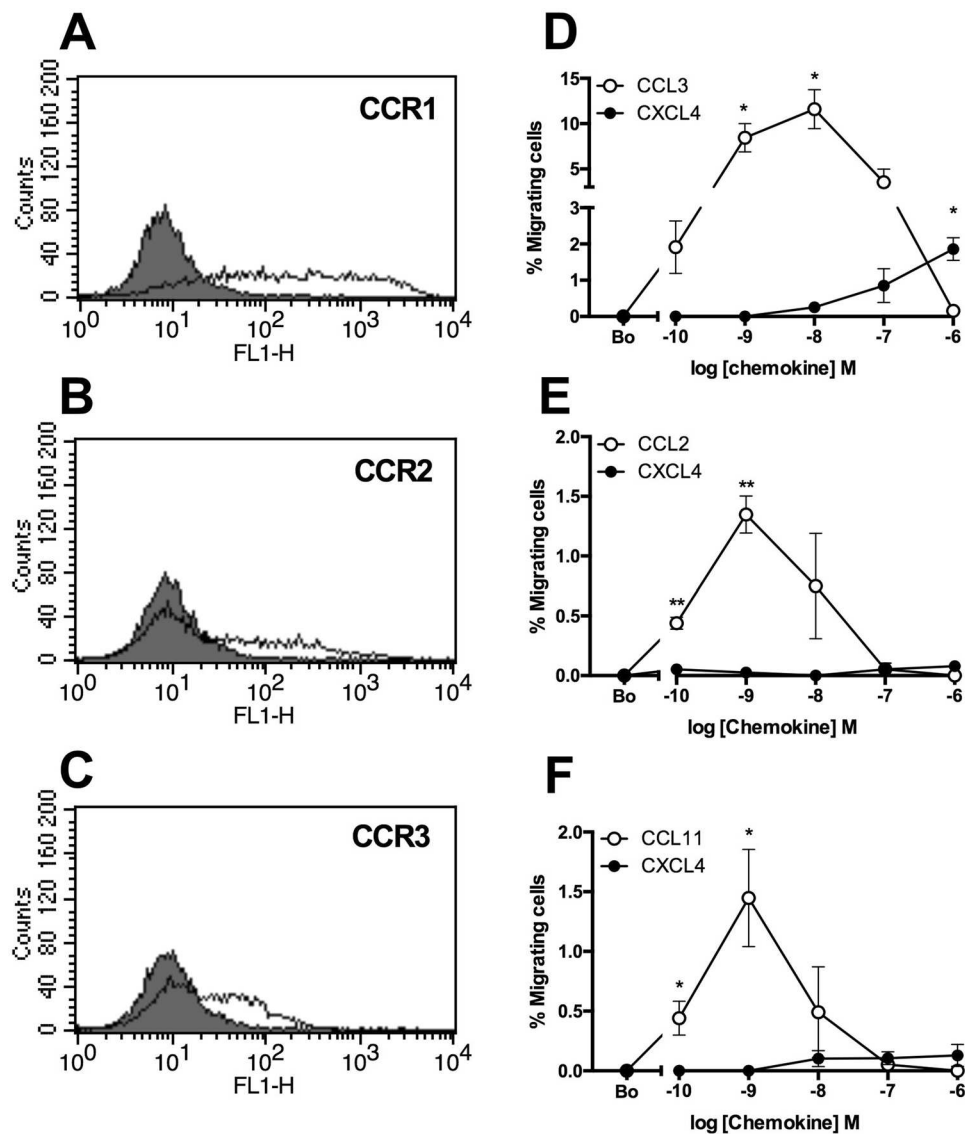 A
CCR1
Counts
0 40 80 120 160 200
10^0 10^1 10^2 10^3 10^4
FL1-H
B
CCR2
Counts
0 40 80 120 160 200
10^0 10^1 10^2 10^3 10^4
FL1-H
C
CCR3
Counts
0 40 80 120 160 200
10^0 10^1 10^2 10^3 10^4
FL1-H
D
CCL3
CXCL4
% Migrating cells
15
10
5
3
2
1
0
* * *
Bo -10 -9 -8 -7 -6
log [chemokine] M
E
CCL2
CXCL4
% Migrating cells
2.0
1.5
1.0
0.5
0.0
** **
Bo -10 -9 -8 -7 -6
log [Chemokine] M
F
CCL11
CXCL4
% Migrating cells
2.0
1.5
1.0
0.5
0.0
* *
Bo -10 -9 -8 -7 -6
log [Chemokine] M